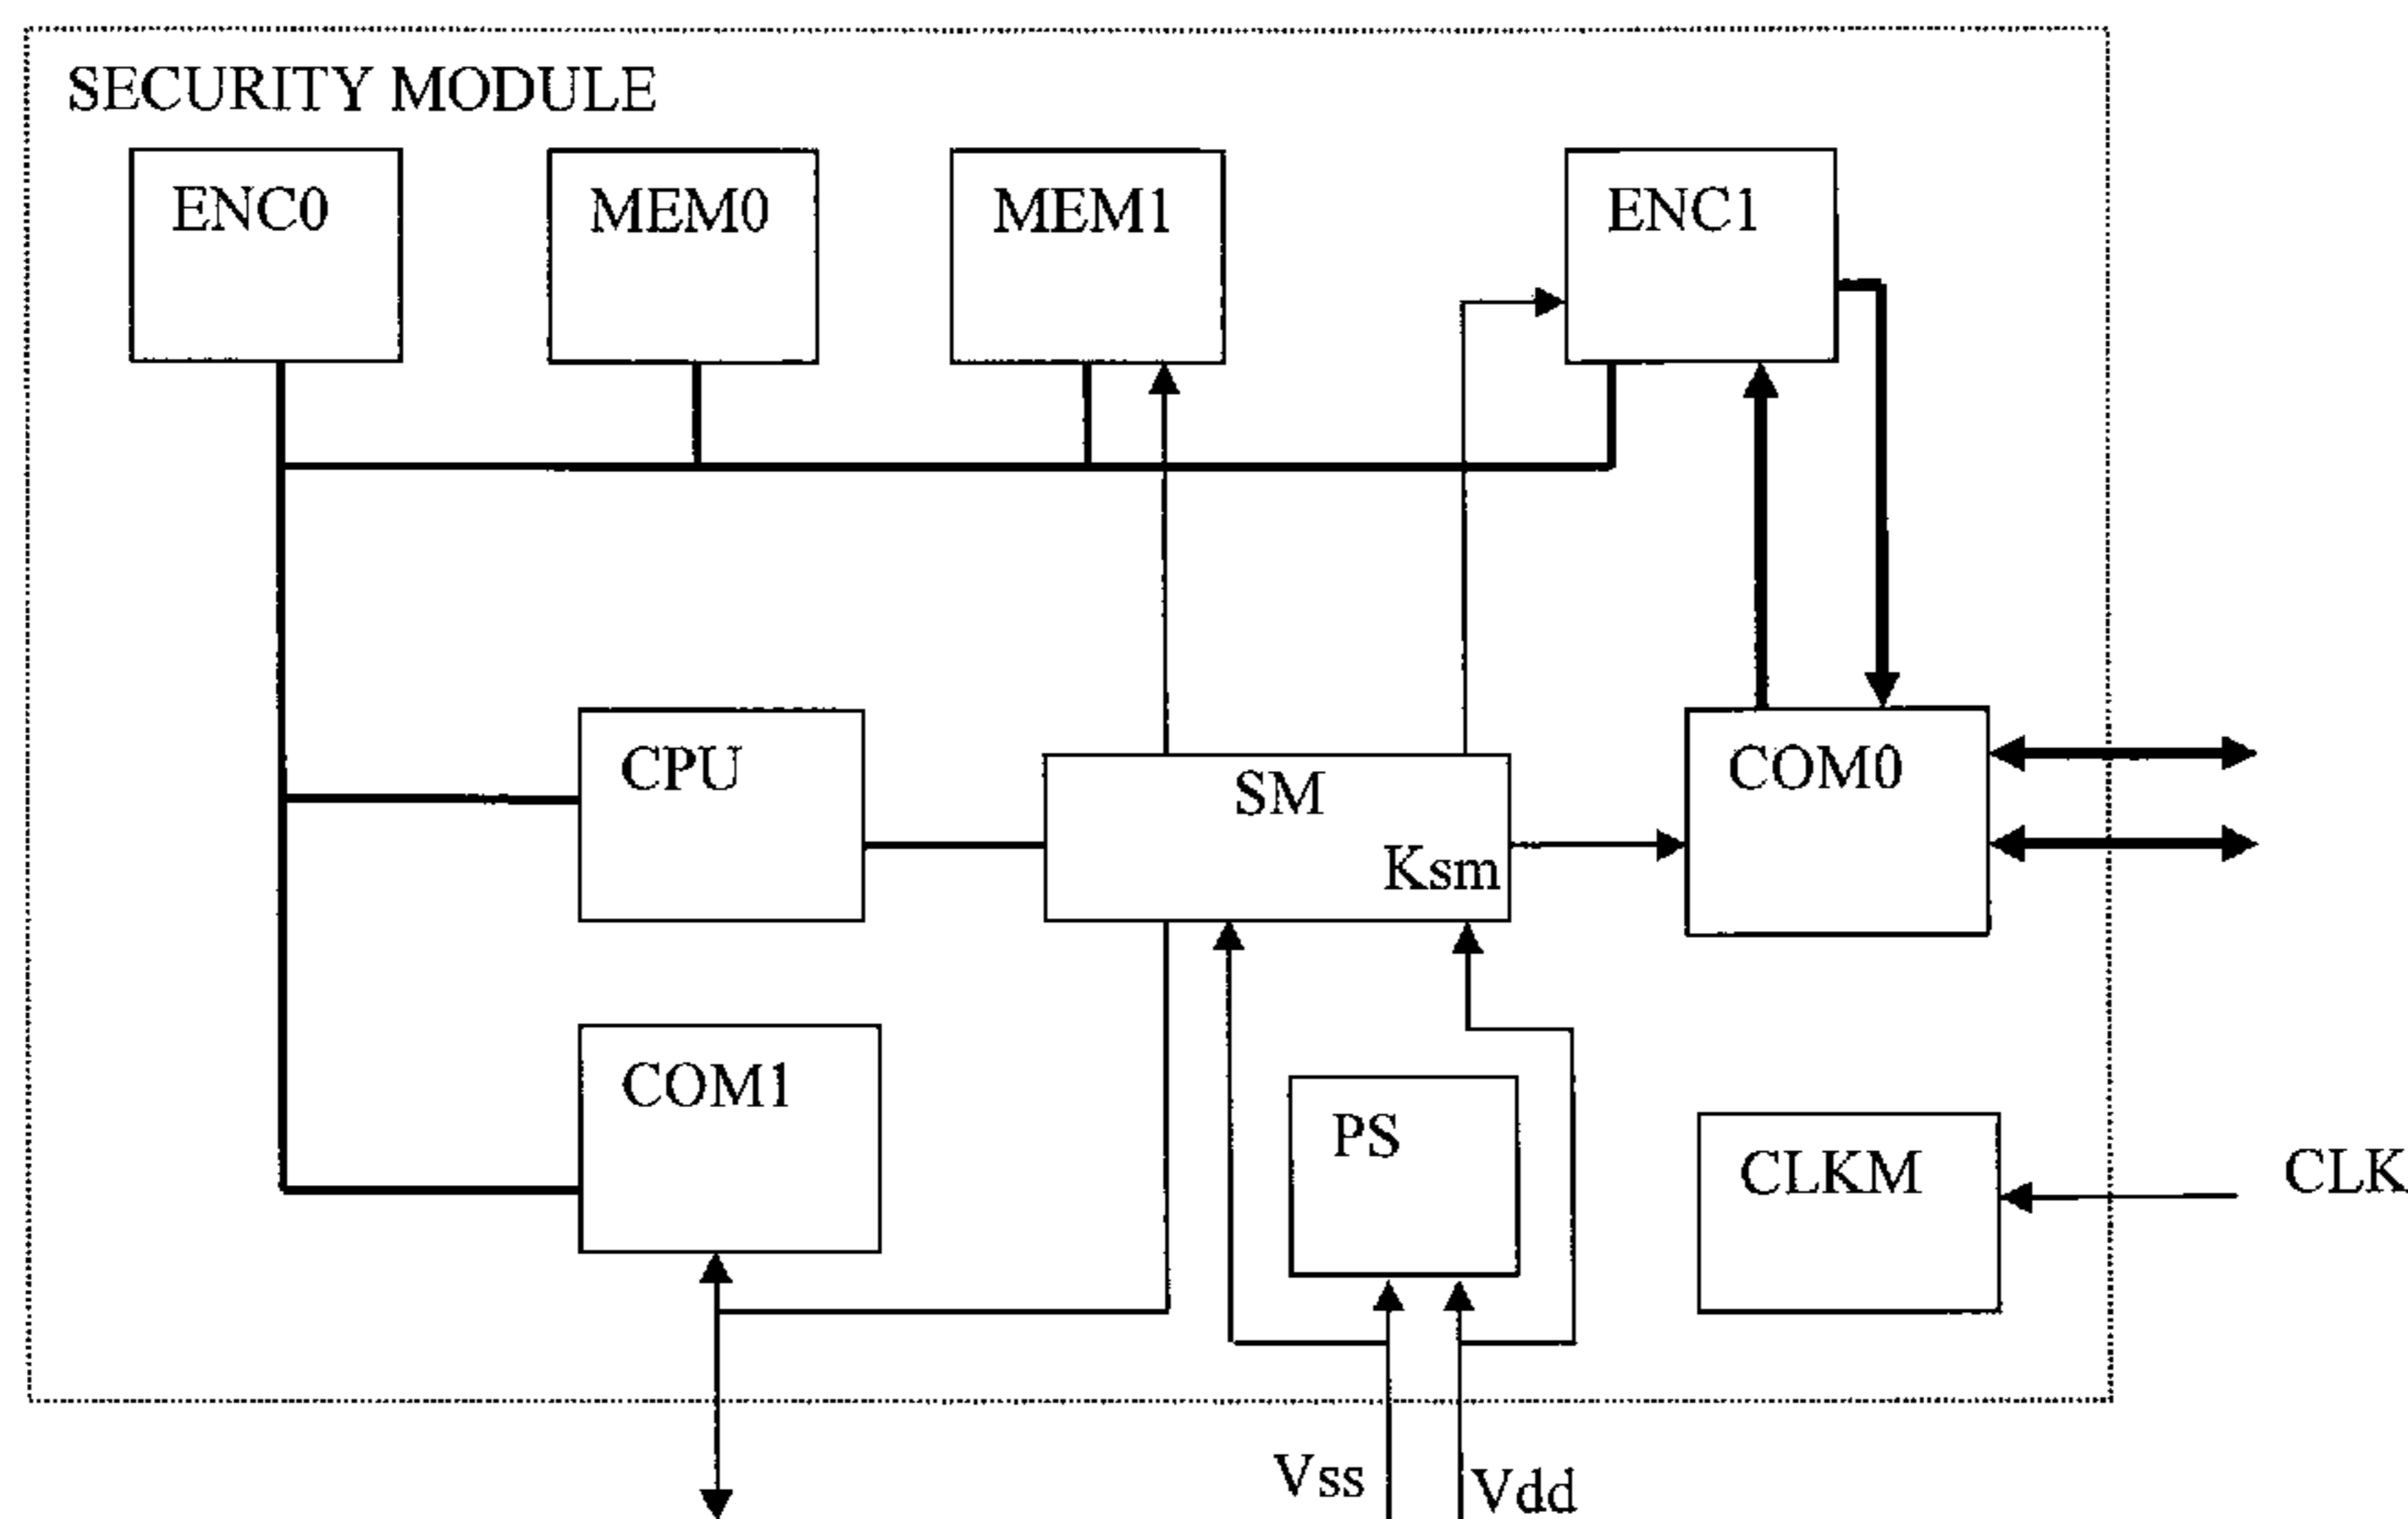 SECURITY MODULE
ENC0
MEM0
MEM1
ENC1
CPU
SM
Ksm
COM0
COM1
PS
CLKM
CLK
Vss
Vdd